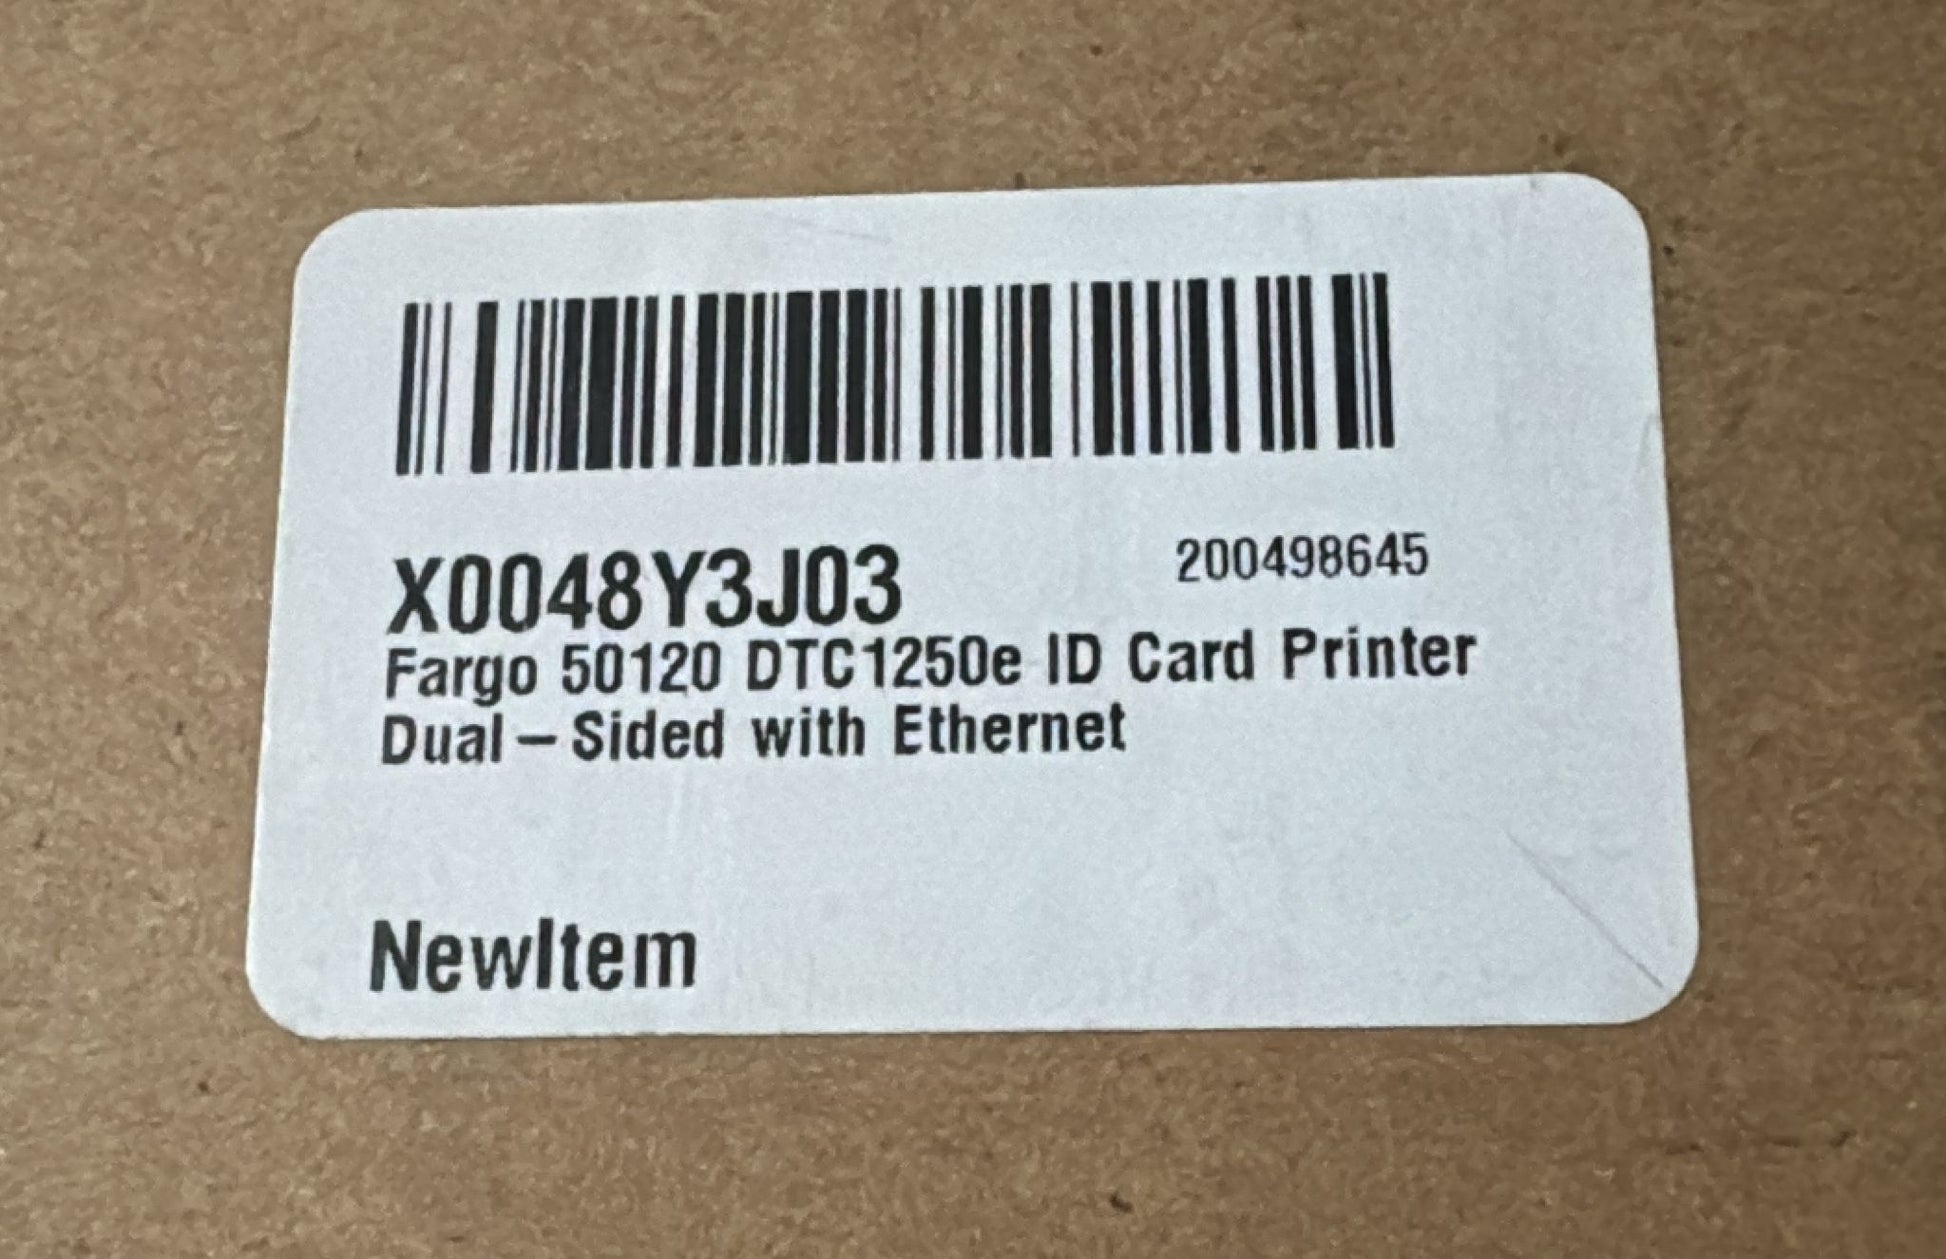 X0048Y3J03 200498645
Fargo 50120 DTC1250e ID Card Printer
Dual-Sided with Ethernet
NewItem